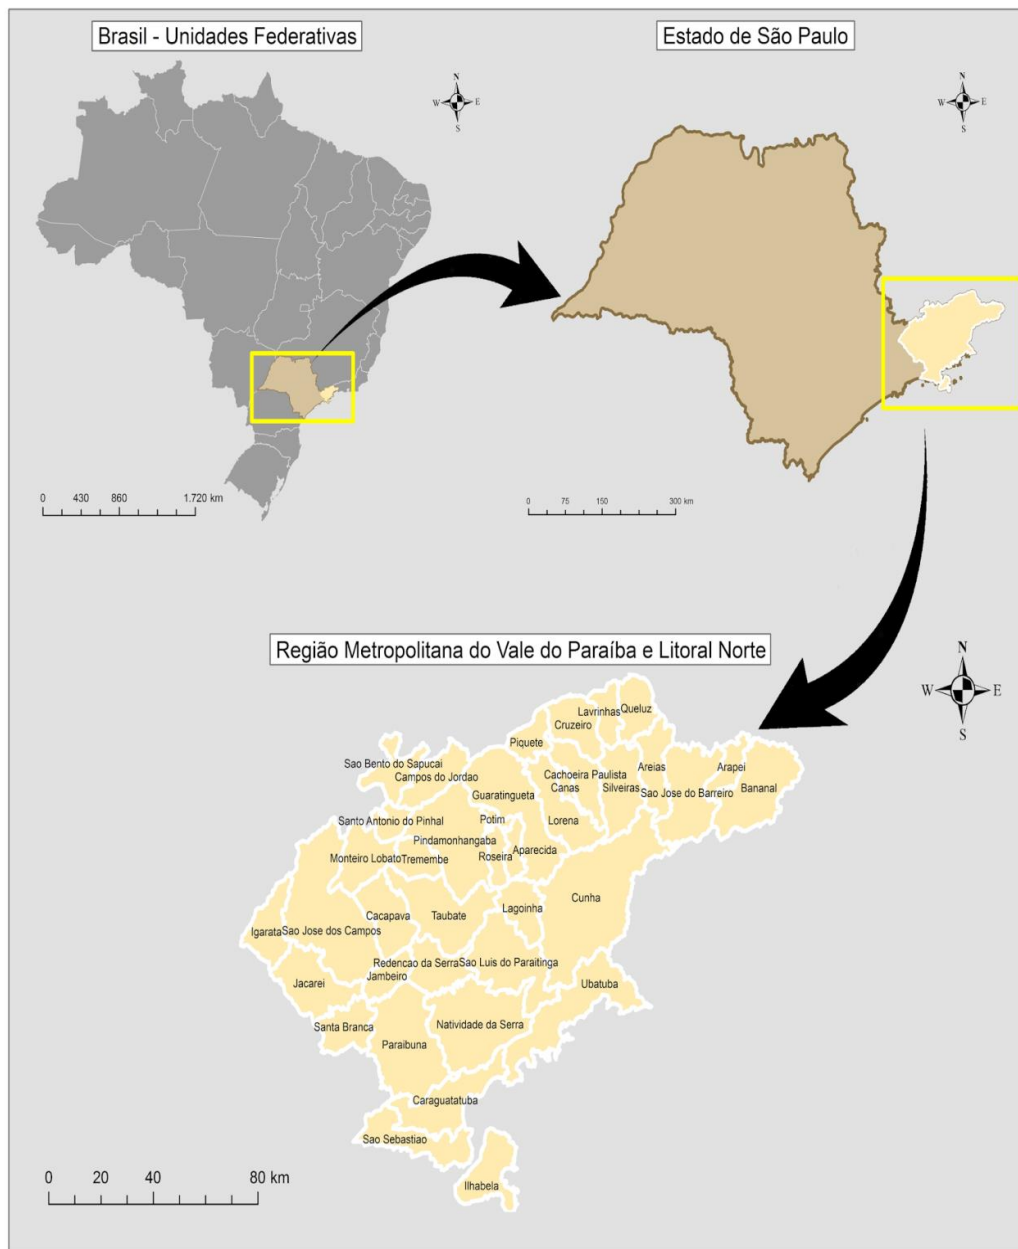 Brasil - Unidades Federativas
Estado de São Paulo
N
W E
S
N
W E
S
0 430 860 1.720 km
0 75 150 300 km
Região Metropolitana do Vale do Paraíba e Litoral Norte
N
W E
S
Lavrinhas
Queluz
Cruzeiro
Piquete
Sao Bento do Sapucai
Campos do Jordao
Cachoeira Paulista
Areias
Arapei
Canas
Silveiras
Sao Jose do Barreiro
Bananal
Guaratingueta
Santo Antonio do Pinhal
Potim
Lorena
Pindamonhangaba
Monteiro Lobato
Tremembe
Roseira
Aparecida
Cunha
Lagoinha
Cacapava
Taubate
Igarata
Sao Jose dos Campos
Redencao da Serra
Sao Luis do Paraitinga
Jambeiro
Jacarei
Ubatuba
Santa Branca
Natividade da Serra
Paraibuna
Caraguatatuba
Sao Sebastiao
Ilhabela
0 20 40 80 km